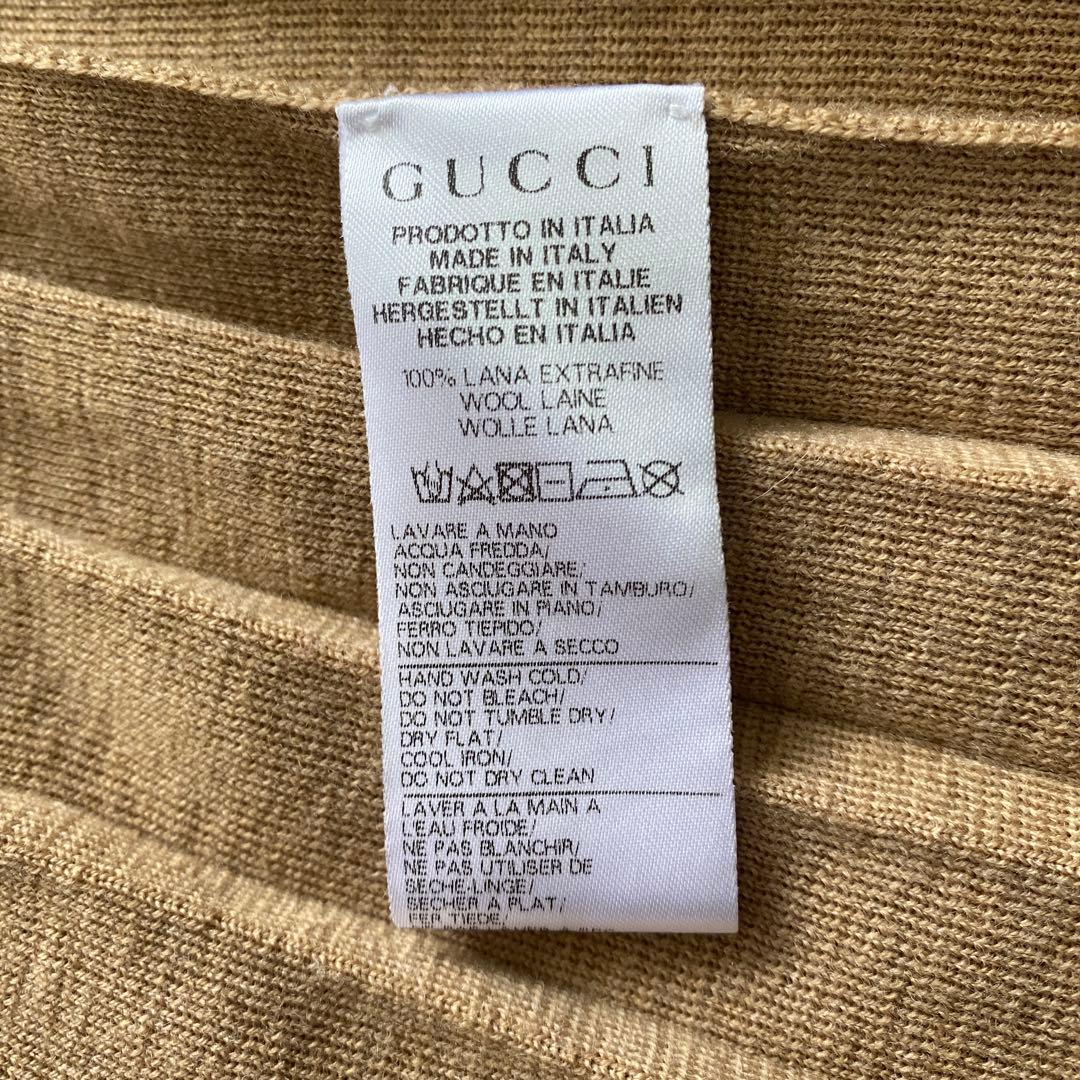 GUCCI
PRODOTTO IN ITALIA
MADE IN ITALY
FABRIQUE EN ITALIE
HERGESTELLT IN ITALIEN
HECHO EN ITALIA
100% LANA EXTRAFINE
WOOL LAINE
WOLLE LANA
LAVARE A MANO
ACQUA FREDDA/
NON CANDEGGIARE/
NON ASCIUGARE IN TAMBURO/
ASCIUGARE IN PIANO/
FERRO TIEPIDO/
NON LAVARE A SECCO
HAND WASH COLD/
DO NOT BLEACH/
DO NOT TUMBLE DRY/
DRY FLAT/
COOL IRON/
DO NOT DRY CLEAN
LAVER A LA MAIN A
L'EAU FROIDE/
NE PAS BLANCHIR/
NE PAS UTILISER DE
SECHE-LINGE/
SECHER A PLAT/
FER TIEDE/